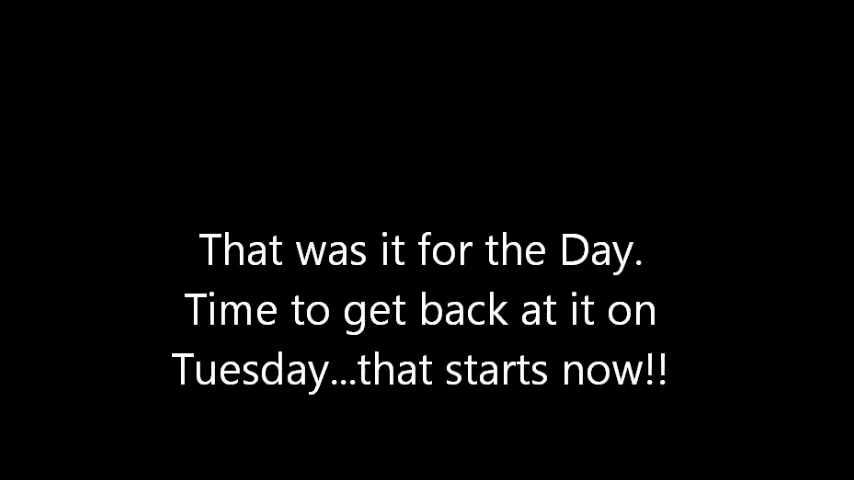 That was it for the Day.
Time to get back at it on
Tuesday...that starts now!!